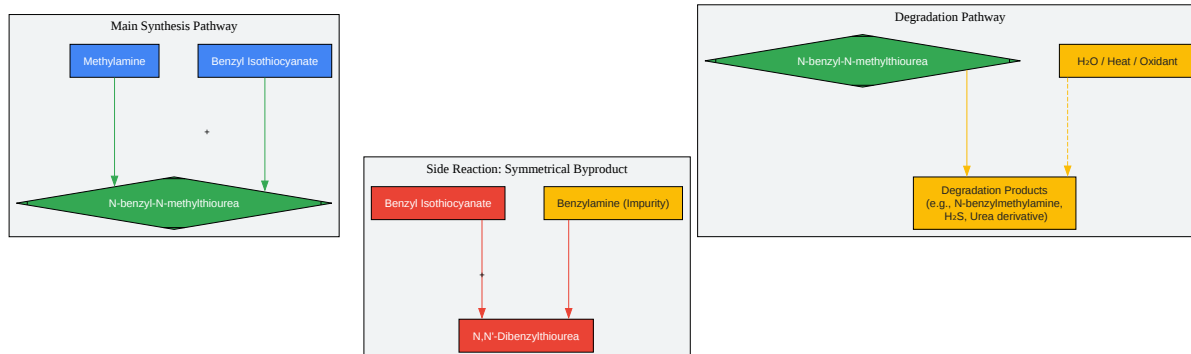 Main Synthesis Pathway
Methylamine
Benzyl Isothiocyanate
+
N-benzyl-N-methylthiourea
Side Reaction: Symmetrical Byproduct
Benzyl Isothiocyanate
Benzylamine (Impurity)
+
N,N'-Dibenzylthiourea
Degradation Pathway
N-benzyl-N-methylthiourea
H₂O / Heat / Oxidant
Degradation Products
(e.g., N-benzylmethylamine,
H₂S, Urea derivative)